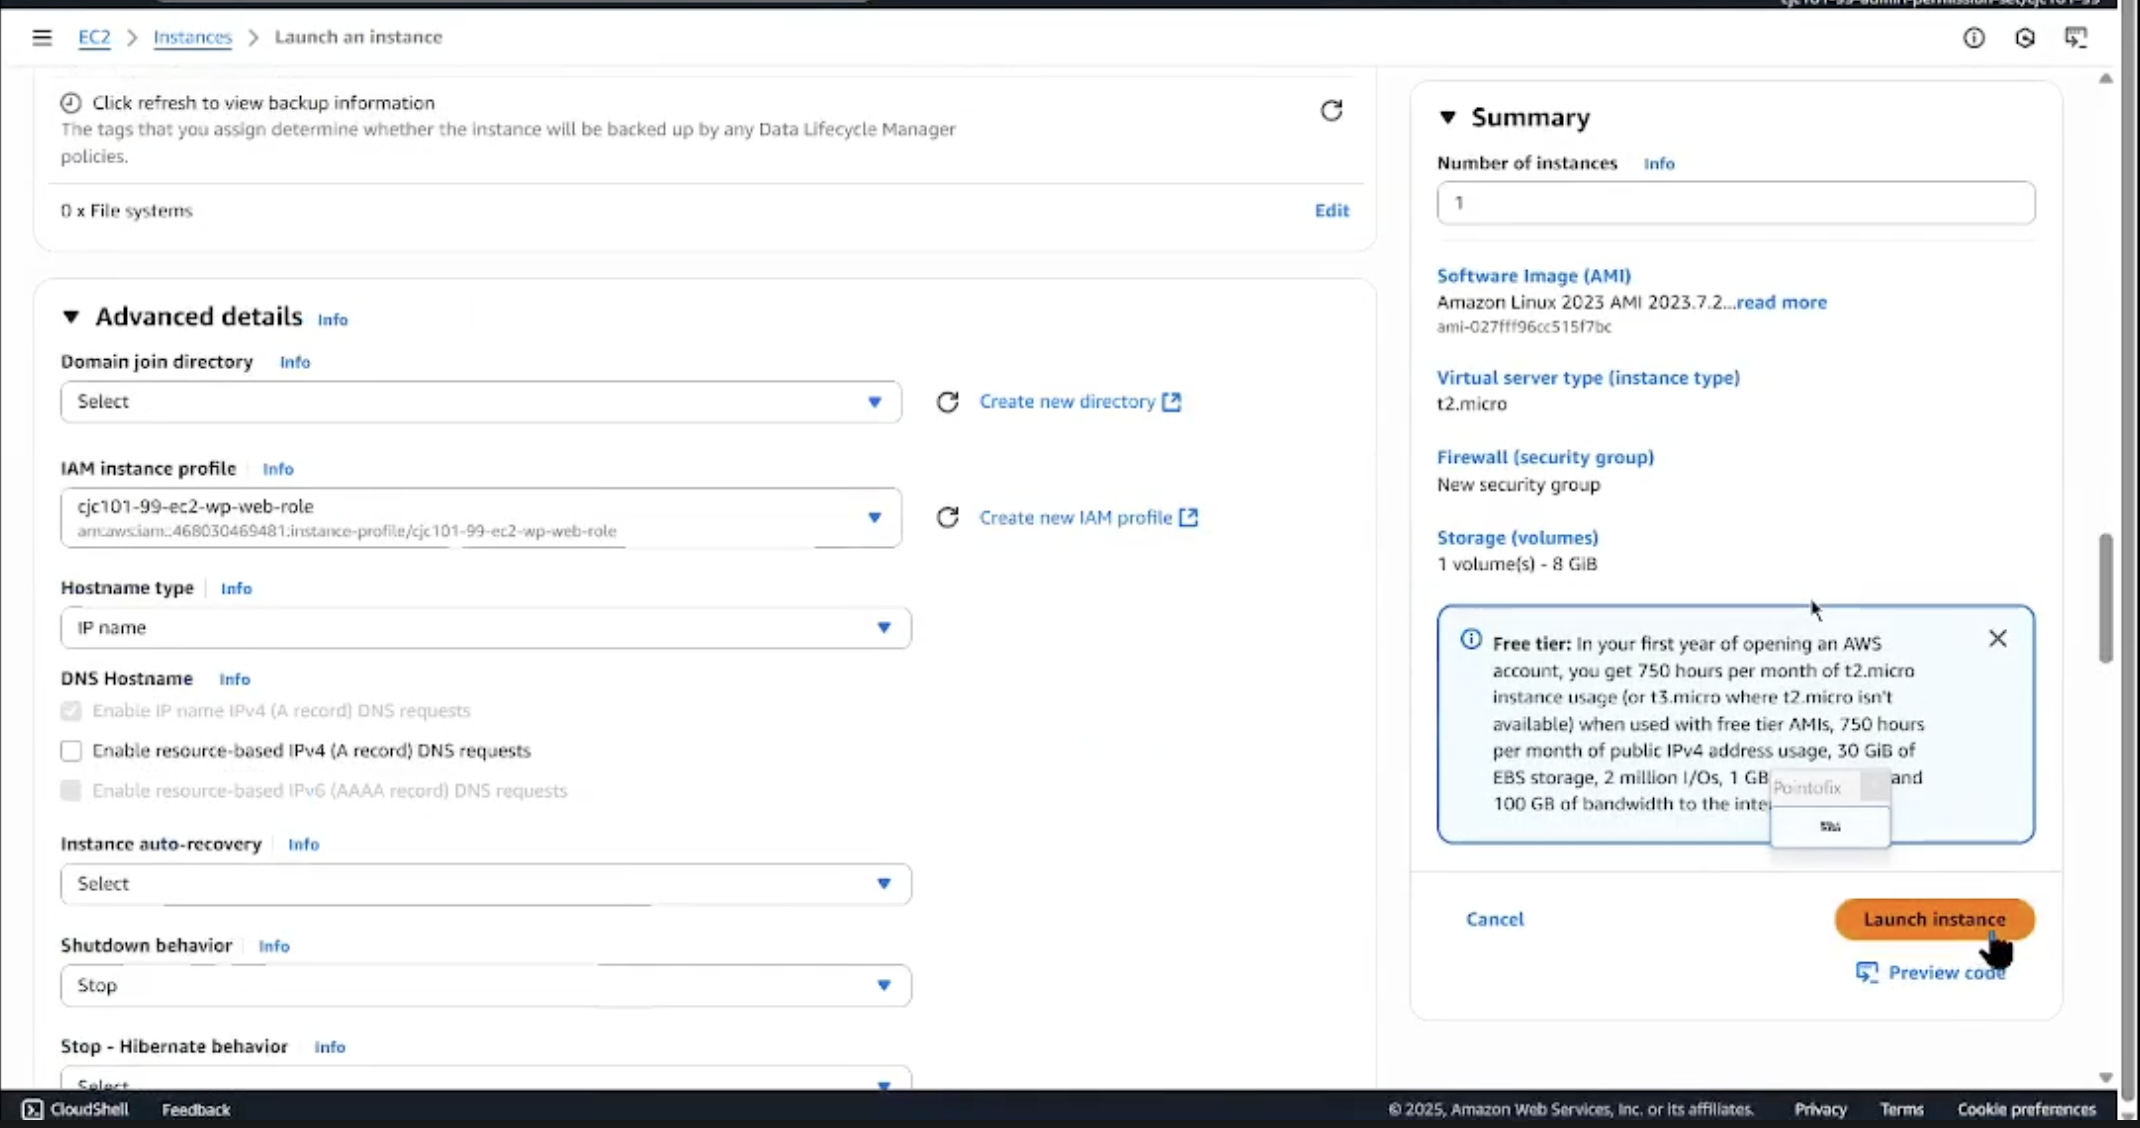 EC2 > Instances > Launch an instance
Click refresh to view backup information
The tags that you assign determine whether the instance will be backed up by any Data Lifecycle Manager
policies.
0 x File systems Edit
Advanced details Info
Domain join directory Info
Select Create new directory
IAM instance profile Info
cjc101-99-ec2-wp-web-role
arn:aws:iam::468030469481:instance-profile/cjc101-99-ec2-wp-web-role
Create new IAM profile
Hostname type Info
IP name
DNS Hostname Info
Enable IP name IPv4 (A record) DNS requests
Enable resource-based IPv4 (A record) DNS requests
Enable resource-based IPv6 (AAAA record) DNS requests
Instance auto-recovery Info
Select
Shutdown behavior Info
Stop
Stop - Hibernate behavior Info
Select
Summary
Number of instances Info
1
Software Image (AMI)
Amazon Linux 2023 AMI 2023.7.2...read more
ami-027fff96cc515f7bc
Virtual server type (instance type)
t2.micro
Firewall (security group)
New security group
Storage (volumes)
1 volume(s) - 8 GiB
Free tier: In your first year of opening an AWS
account, you get 750 hours per month of t2.micro
instance usage (or t3.micro where t2.micro isn't
available) when used with free tier AMIs, 750 hours
per month of public IPv4 address usage, 30 GiB of
EBS storage, 2 million I/Os, 1 GB and
100 GB of bandwidth to the
Pointofix
Cancel Launch instance
Preview code
CloudShell Feedback © 2025, Amazon Web Services, Inc. or its affiliates. Privacy Terms Cookie preferences